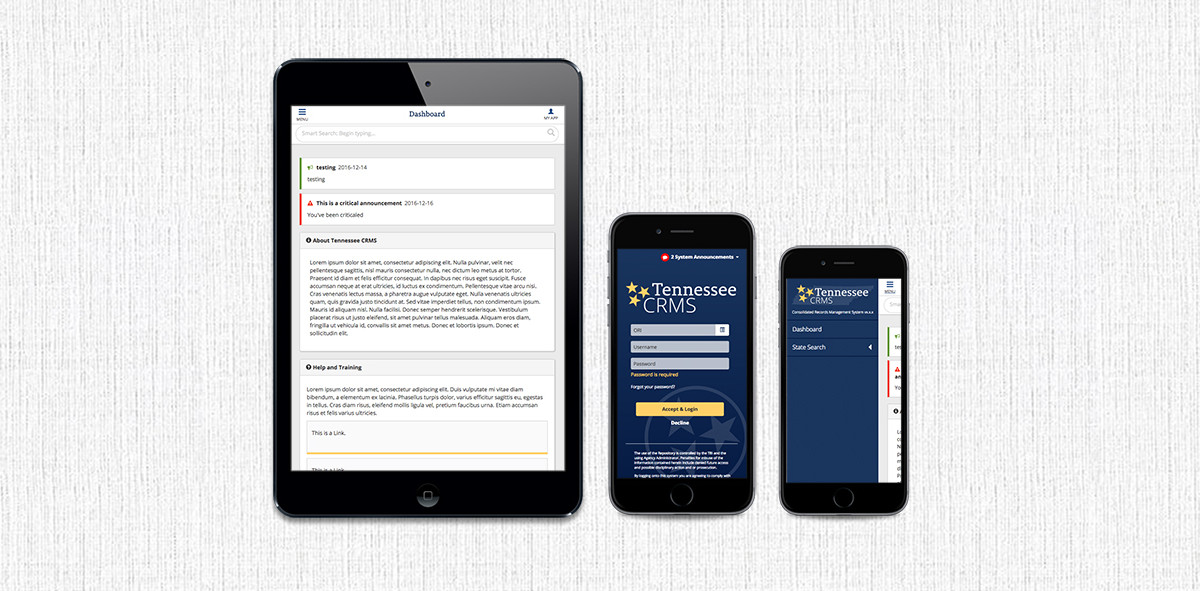 MENU
Dashboard
MY APP
Smart Search: Begin typing...
testing 2016-12-14
testing
This is a critical announcement 2016-12-16
You've been criticaled
About Tennessee CRMS
Lorem ipsum dolor sit amet, consectetur adipiscing elit. Nulla pulvinar, velit nec
pellentesque sagittis, nisl mauris consectetur nulla, nec dictum leo metus at tortor.
Praesent id diam et felis efficitur consequat. In dapibus nec risus eget suscipit. Fusce
accumsan neque at erat ultricies, id luctus ex condimentum. Pellentesque vitae arcu nisi.
Cras venenatis lectus massa, a pharetra augue vulputate eget. Nulla venenatis ultricies
quam, quis gravida justo tincidunt at. Sed vitae imperdiet tellus, non condimentum ipsum.
Mauris id aliquam nisl. Nulla facilisi. Donec semper hendrerit scelerisque. Vestibulum
placerat risus ut justo eleifend, sit amet pulvinar tellus malesuada. Aliquam eros diam,
fringilla ut vehicula id, convallis sit amet metus. Donec et lobortis ipsum. Donec et
sollicitudin elit.
Help and Training
Lorem ipsum dolor sit amet, consectetur adipiscing elit. Duis vulputate mi vitae diam
bibendum, a elementum ex lacinia. Phasellus turpis dolor, varius efficitur sagittis eu, egestas
in tellus. Cras diam risus, eleifend mollis ligula vel, pretium faucibus urna. Etiam accumsan
risus et felis varius ultricies.
This is a Link.
This is a Link.
2 System Announcements
Tennessee
CRMS
ORI
Username
Password
Password is required
Forgot your password?
Accept & Login
Decline
The use of the Repository is controlled by the TBI and the
using Agency Administrator. Penalties for misuse of the
information contained herein include denied future access
and possible disciplinary action and or prosecution.
By logging onto this system you are agreeing to comply with
Tennessee
CRMS
Consolidated Records Management System
Dashboard
State Search
MENU